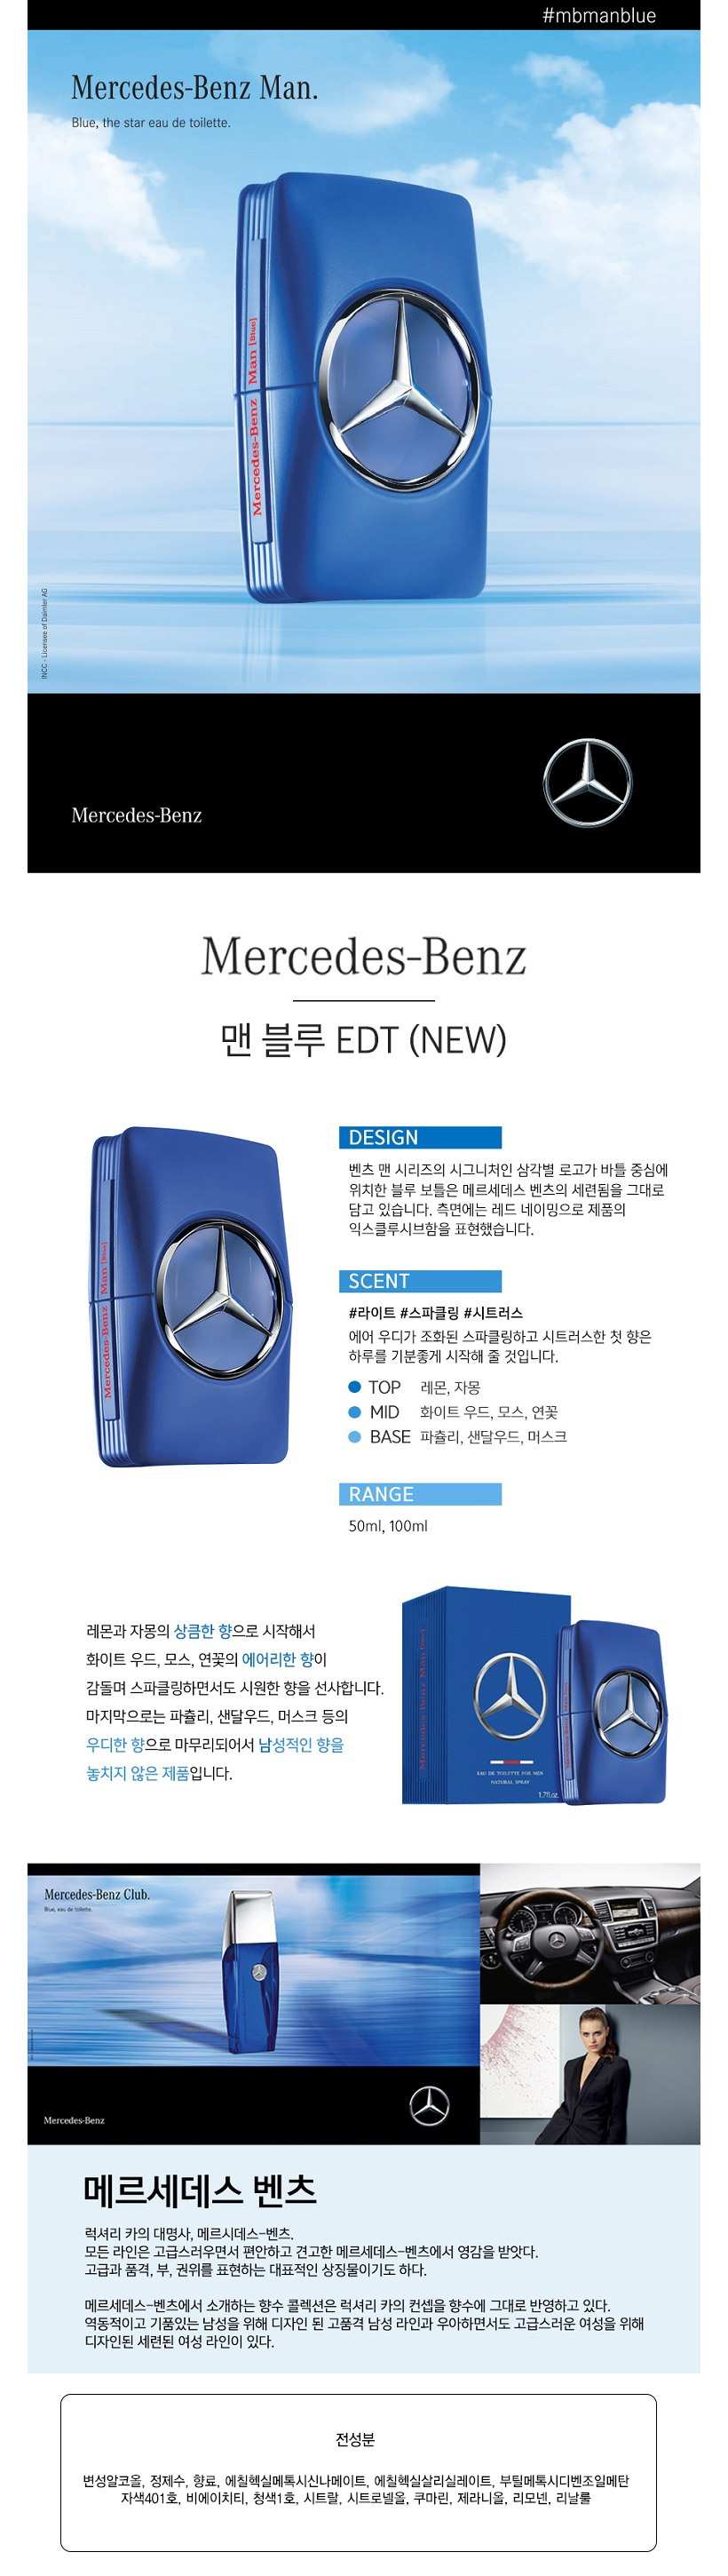 #mbmanblue
Mercedes-Benz Man.
Blue, the star eau de toilette.
Mercedes-Benz Man [Blue]
INCC - Licensee of Daimler AG
Mercedes-Benz
Mercedes-Benz
맨 블루 EDT (NEW)
Mercedes-Benz Man [Blue]
DESIGN
벤츠 맨 시리즈의 시그니처인 삼각별 로고가 바틀 중심에
위치한 블루 보틀은 메르세데스 벤츠의 세련됨을 그대로
담고 있습니다. 측면에는 레드 네이밍으로 제품의
익스클루시브함을 표현했습니다.
SCENT
#라이트 #스파클링 #시트러스
에어 우디가 조화된 스파클링하고 시트러스한 첫 향은
하루를 기분좋게 시작해 줄 것입니다.
TOP 레몬, 자몽
MID 화이트 우드, 모스, 연꽃
BASE 파츌리, 샌달우드, 머스크
RANGE
50ml, 100ml
레몬과 자몽의 상큼한 향으로 시작해서
화이트 우드, 모스, 연꽃의 에어리한 향이
감돌며 스파클링하면서도 시원한 향을 선사합니다.
마지막으로는 파츌리, 샌달우드, 머스크 등의
우디한 향으로 마무리되어서 남성적인 향을
놓치지 않은 제품입니다.
Mercedes-Benz Man [Blue]
EAU DE TOILETTE FOR MEN
NATURAL SPRAY
1.7fl.oz.
Mercedes-Benz Club.
Blue, eau de toilette.
Mercedes-Benz
메르세데스 벤츠
럭셔리 카의 대명사, 메르시데스-벤츠.
모든 라인은 고급스러우면서 편안하고 견고한 메르세데스-벤츠에서 영감을 받앗다.
고급과 품격, 부, 권위를 표현하는 대표적인 상징물이기도 하다.
메르세데스-벤츠에서 소개하는 향수 콜렉션은 럭셔리 카의 컨셉을 향수에 그대로 반영하고 있다.
역동적이고 기품있는 남성을 위해 디자인 된 고품격 남성 라인과 우아하면서도 고급스러운 여성을 위해
디자인된 세련된 여성 라인이 있다.
전성분
변성알코올, 정제수, 향료, 에칠헥실메톡시신나메이트, 에칠헥실살리실레이트, 부틸메톡시디벤조일메탄
자색401호, 비에이치티, 청색1호, 시트랄, 시트로넬올, 쿠마린, 제라니올, 리모넨, 리날룰